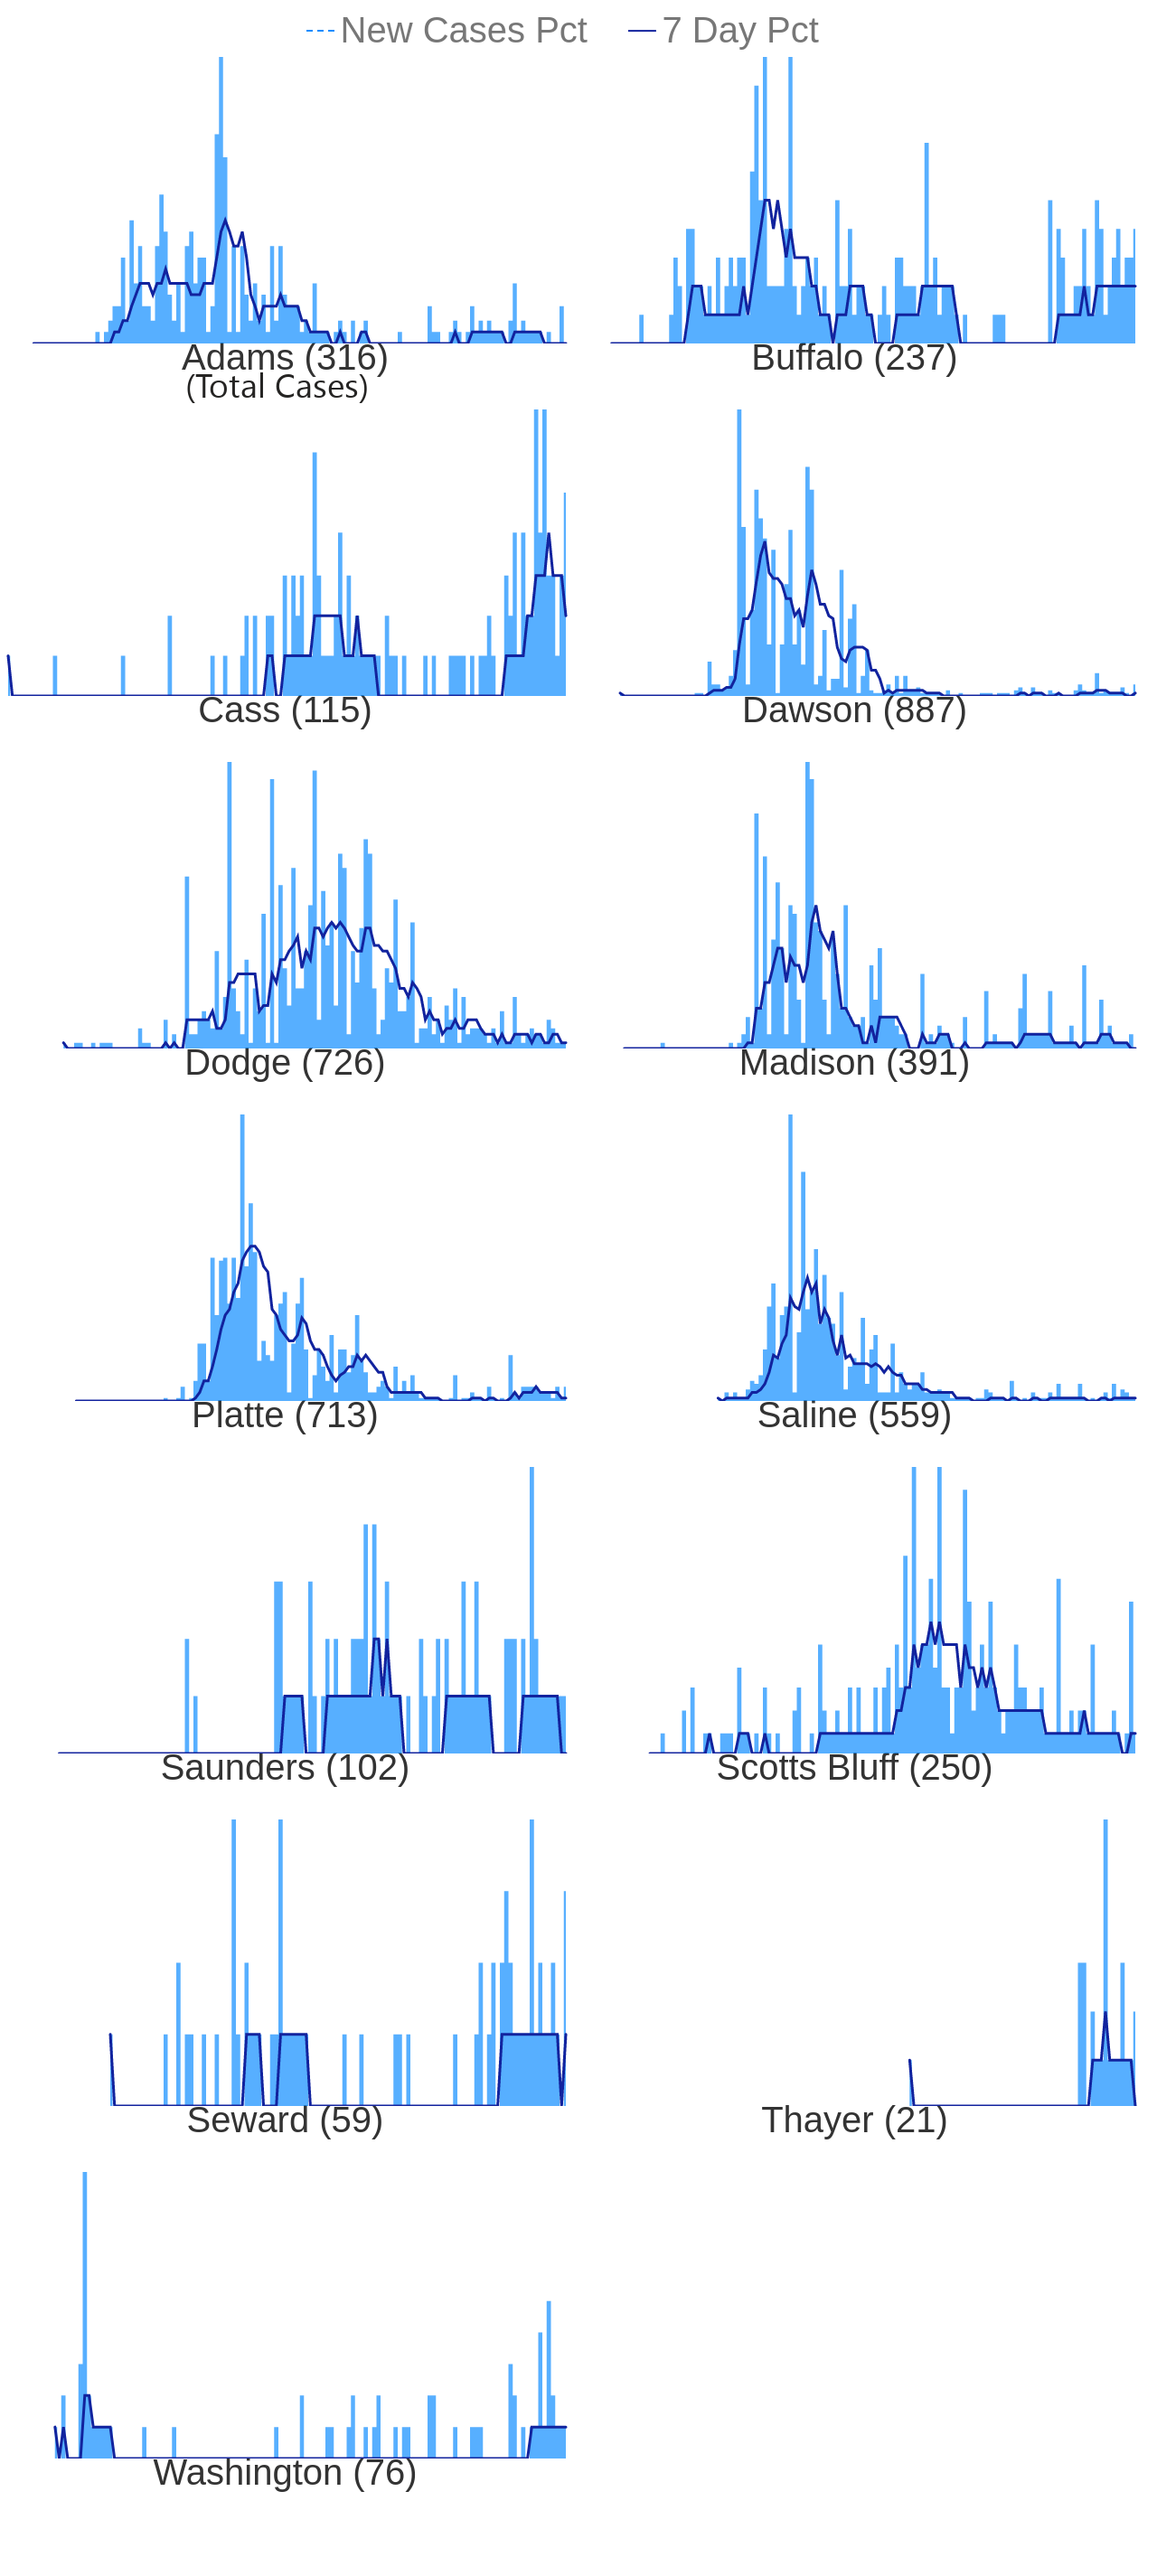 New Cases Pct 7 Day Pct
Adams (316) Buffalo (237)
(Total Cases)
Cass (115) Dawson (887)
Dodge (726) Madison (391)
Platte (713) Saline (559)
Saunders (102) Scotts Bluff (250)
Seward (59) Thayer (21)
Washington (76)